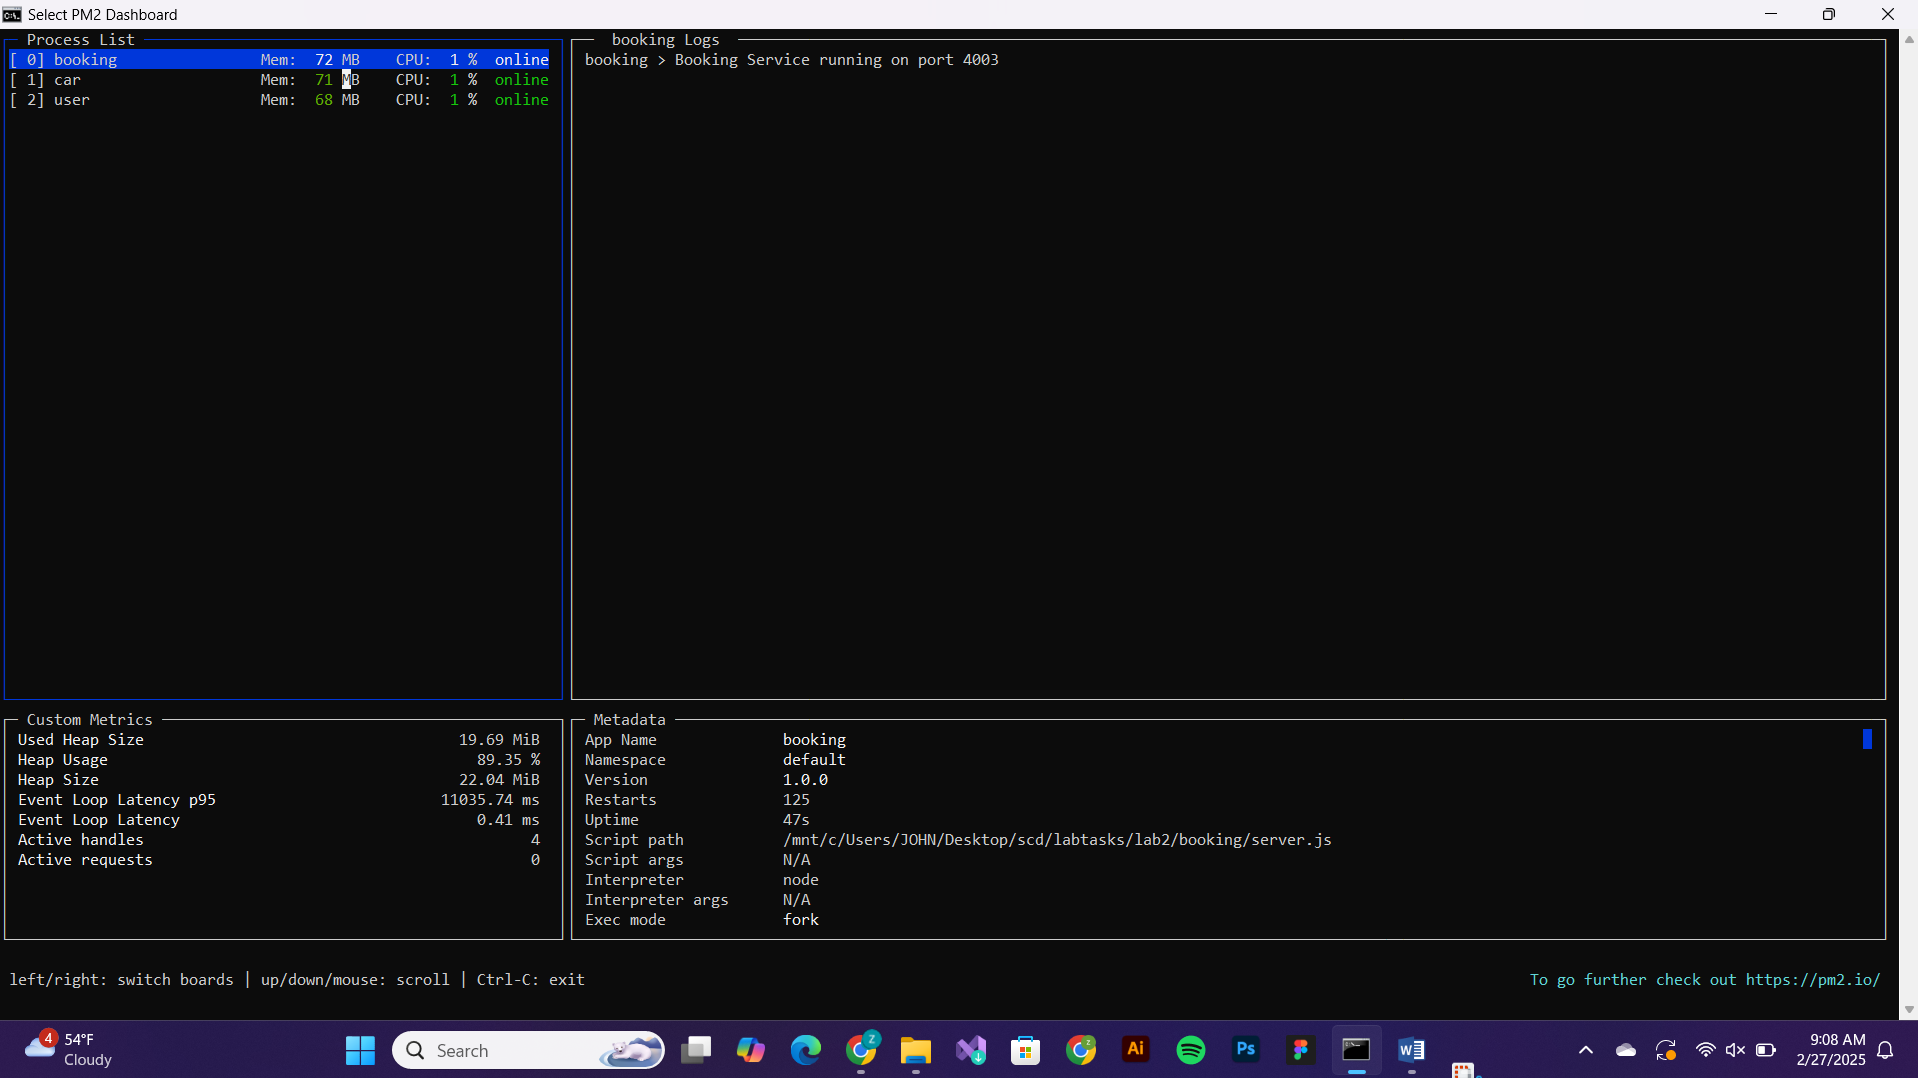 Select PM2 Dashboard
Process List
[ 0] booking Mem: 72 MB CPU: 1 % online
[ 1] car Mem: 71 MB CPU: 1 % online
[ 2] user Mem: 68 MB CPU: 1 % online
booking Logs
booking > Booking Service running on port 4003
Custom Metrics
Used Heap Size 19.69 MiB
Heap Usage 89.35 %
Heap Size 22.04 MiB
Event Loop Latency p95 11035.74 ms
Event Loop Latency 0.41 ms
Active handles 4
Active requests 0
Metadata
App Name booking
Namespace default
Version 1.0.0
Restarts 125
Uptime 47s
Script path /mnt/c/Users/JOHN/Desktop/scd/labtasks/lab2/booking/server.js
Script args N/A
Interpreter node
Interpreter args N/A
Exec mode fork
left/right: switch boards | up/down/mouse: scroll | Ctrl-C: exit
To go further check out https://pm2.io/
4
54°F
Cloudy
Search
Z
Z
Ai
Ps
W
9:08 AM
2/27/2025